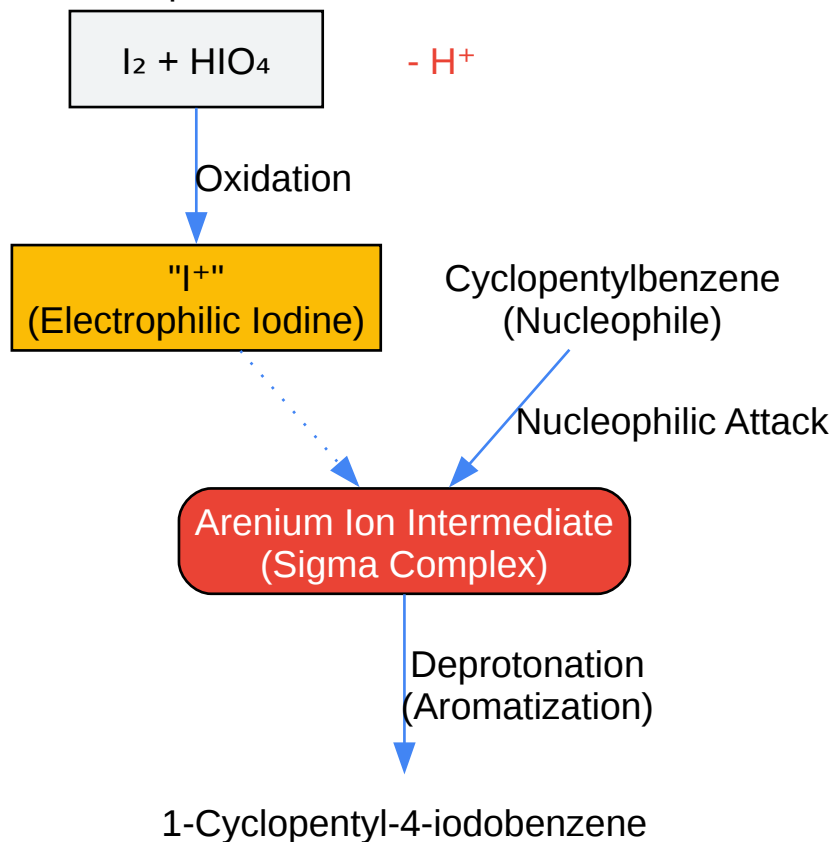 I₂ + HIO₄
- H⁺
Oxidation
"I⁺"
(Electrophilic Iodine)
Cyclopentylbenzene
(Nucleophile)
Nucleophilic Attack
Arenium Ion Intermediate
(Sigma Complex)
Deprotonation
(Aromatization)
1-Cyclopentyl-4-iodobenzene